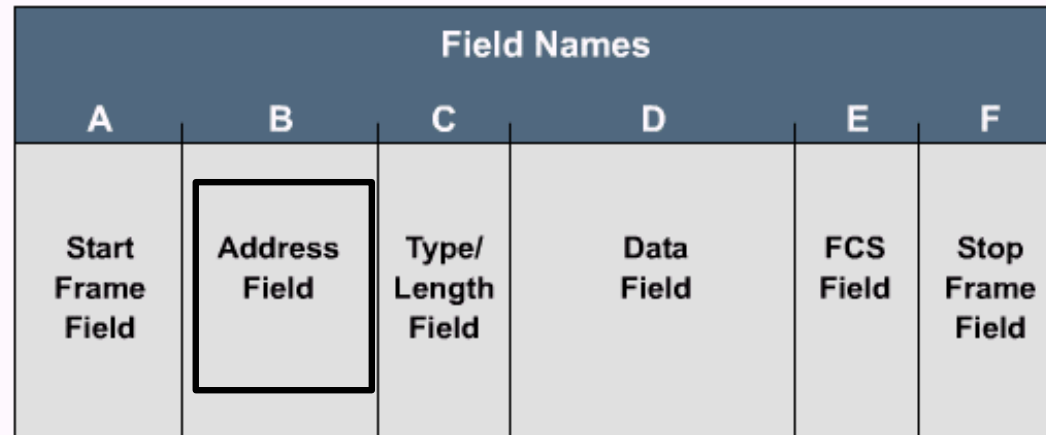 Field Names
A B C D E F
Start Frame Field
Address Field
Type/ Length Field
Data Field
FCS Field
Stop Frame Field